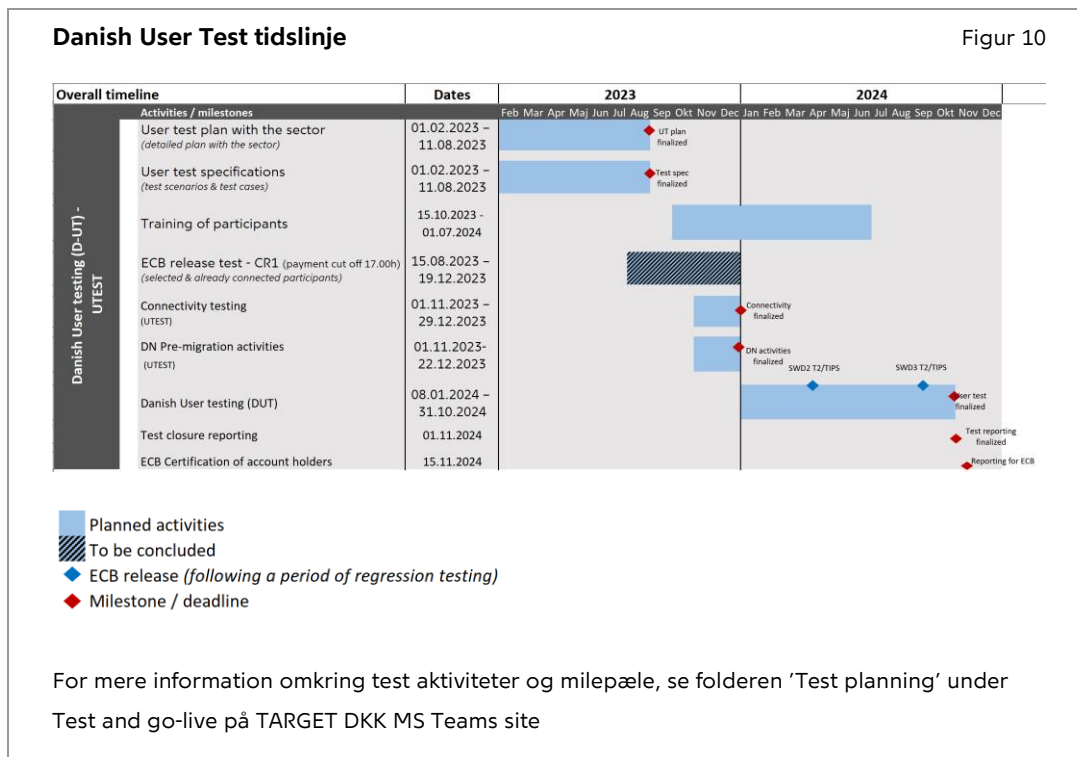 Danish User Test tidslinje
Figur 10
Overall timeline Dates 2023 2024
Activities / milestones Feb Mar Apr Maj Jun Jul Aug Sep Okt Nov Dec Jan Feb Mar Apr Maj Jun Jul Aug Sep Okt Nov Dec
Danish User testing (D-UT) -
UTEST
User test plan with the sector
(detailed plan with the sector)
01.02.2023 –
11.08.2023
UT plan
finalized
User test specifications
(test scenarios & test cases)
01.02.2023 –
11.08.2023
Test spec
finalized
Training of participants
15.10.2023 -
01.07.2024
ECB release test - CR1 (payment cut off 17.00h)
(selected & already connected participants)
15.08.2023 –
19.12.2023
Connectivity testing
(UTEST)
01.11.2023 –
29.12.2023
Connectivity
finalized
DN Pre-migration activities
(UTEST)
01.11.2023-
22.12.2023
DN activities
finalized
SWD2 T2/TIPS
SWD3 T2/TIPS
Danish User testing (DUT)
08.01.2024 –
31.10.2024
User test
finalized
Test closure reporting
01.11.2024
Test reporting
finalized
ECB Certification of account holders
15.11.2024
Reporting for ECB
Planned activities
To be concluded
ECB release (following a period of regression testing)
Milestone / deadline
For mere information omkring test aktiviteter og milepæle, se folderen ’Test planning’ under
Test and go-live på TARGET DKK MS Teams site